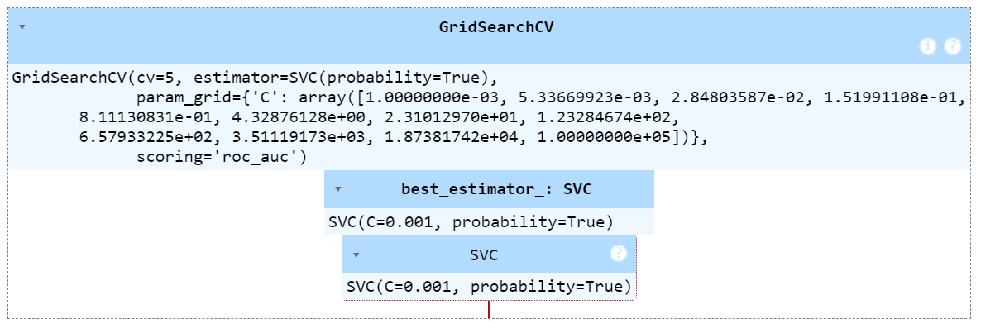 GridSearchCV
i ?
GridSearchCV(cv=5, estimator=SVC(probability=True),
param_grid={'C': array([1.00000000e-03, 5.33669923e-03, 2.84803587e-02, 1.51991108e-01,
8.11130831e-01, 4.32876128e+00, 2.31012970e+01, 1.23284674e+02,
6.57933225e+02, 3.51119173e+03, 1.87381742e+04, 1.00000000e+05])},
scoring='roc_auc')
best_estimator_: SVC
SVC(C=0.001, probability=True)
SVC
?
SVC(C=0.001, probability=True)